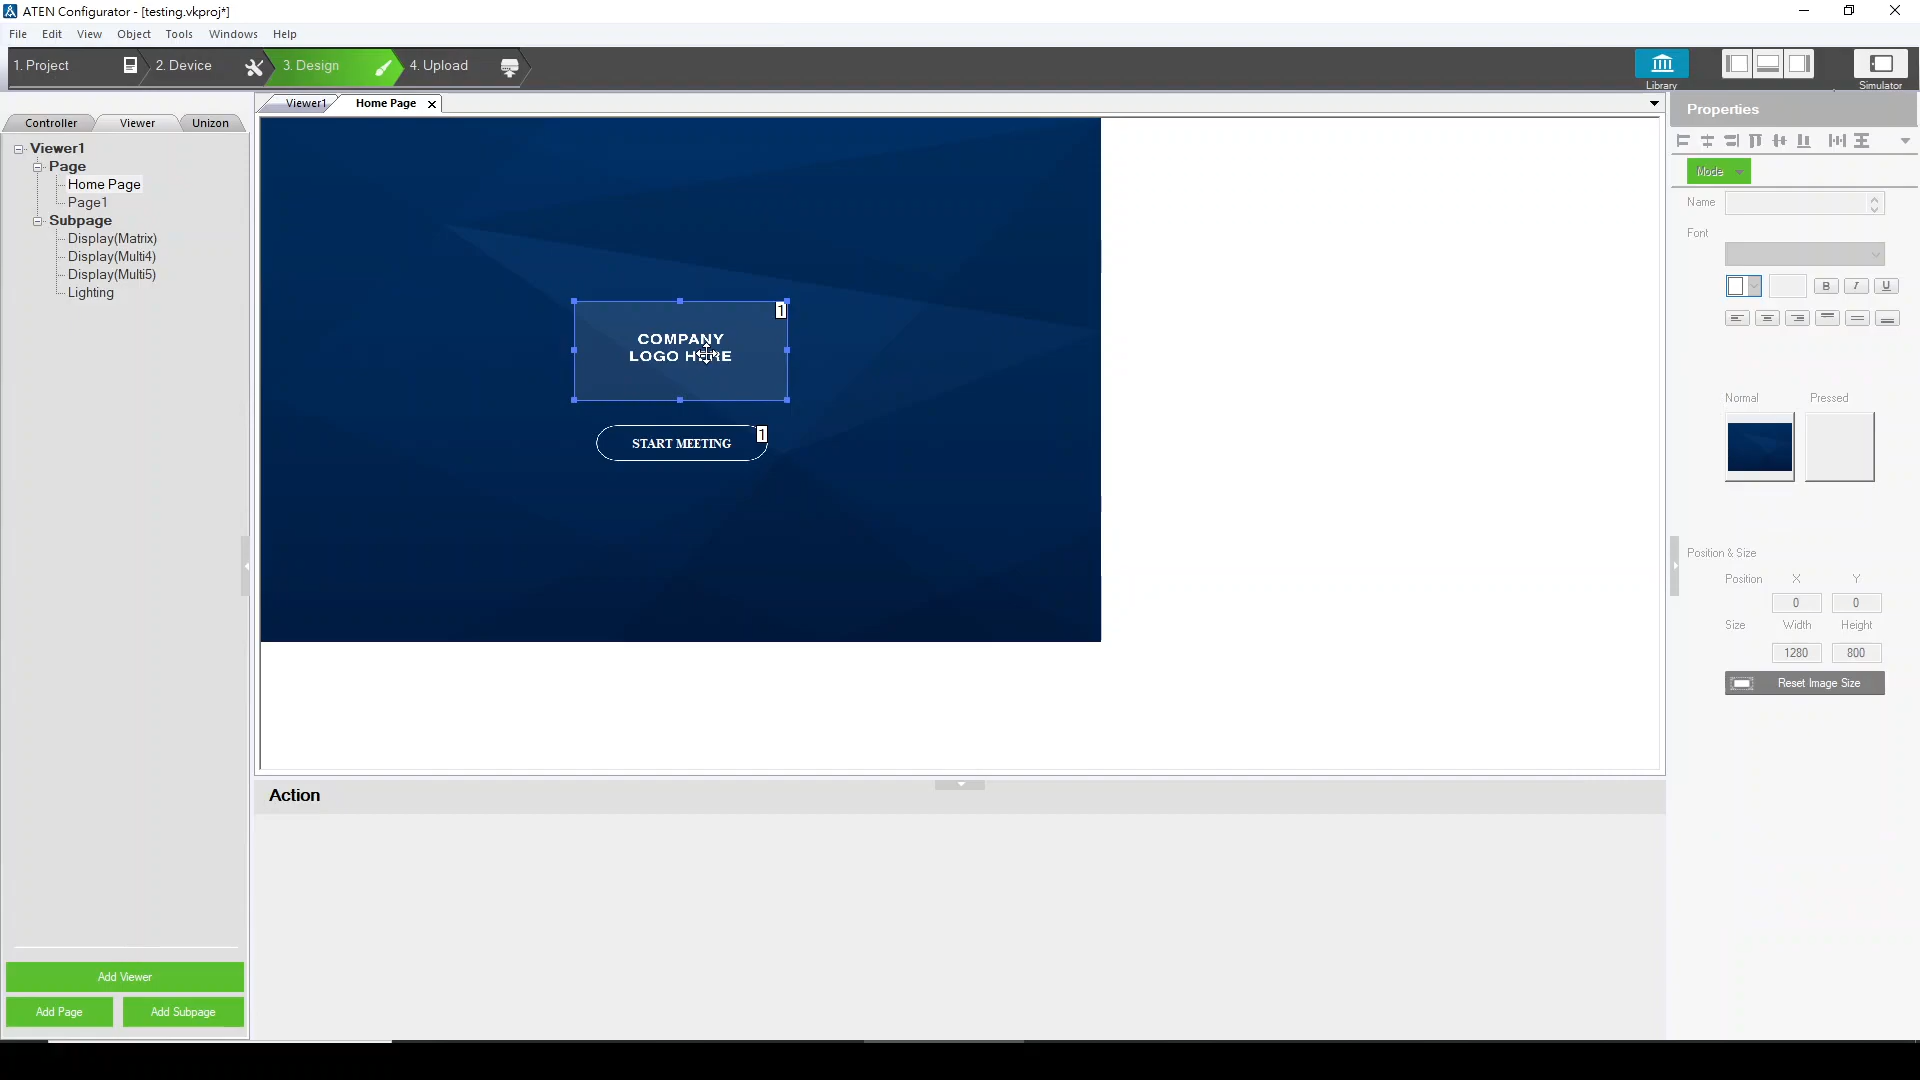 ATEN Configurator - [testing.vkproj*]
File Edit View Object Tools Windows Help
1. Project 2. Device 3. Design 4. Upload
Library
Simulator
Viewer1 Home Page
Controller Viewer Unizon
Viewer1
Page
Home Page
Page1
Subpage
Display(Matrix)
Display(Multi4)
Display(Multi5)
Lighting
Add Viewer
Add Page Add Subpage
1
COMPANY
LOGO HERE
1
START MEETING
Action
Properties
Mode
Name
Font
B I U
Normal Pressed
Position & Size
Position X Y
0 0
Size Width Height
1280 800
Reset Image Size